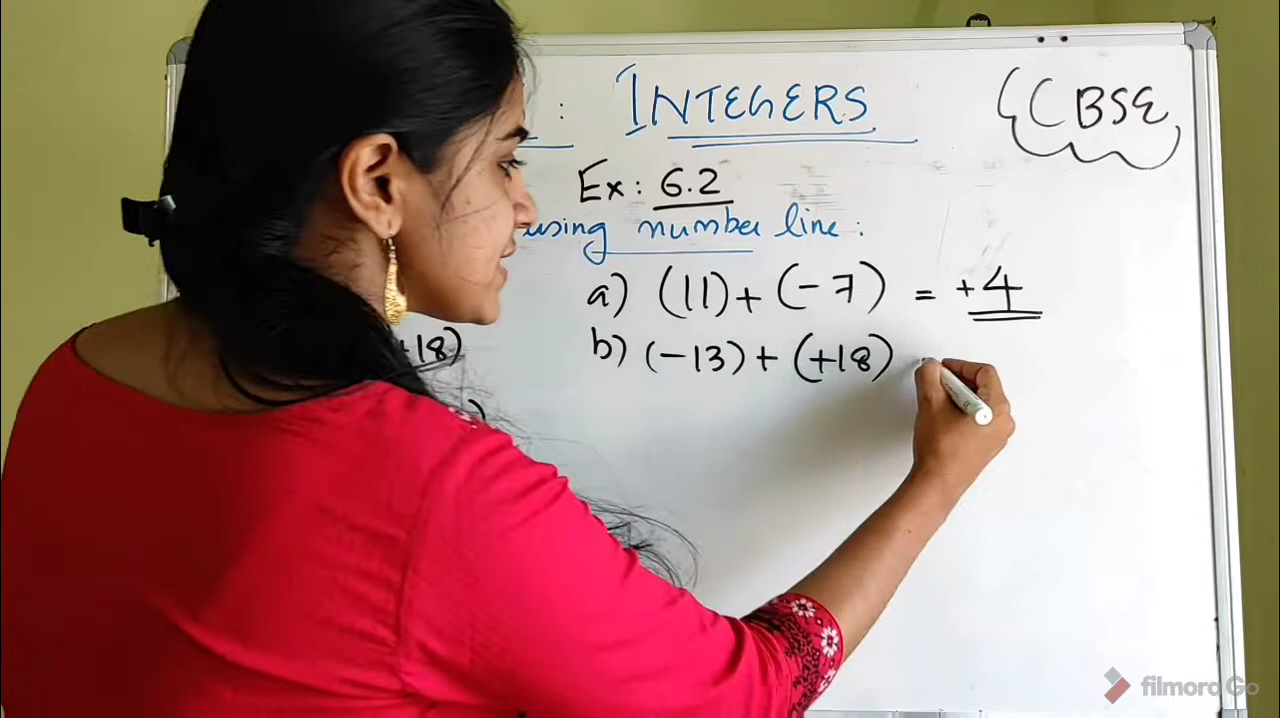 : INTEGERS
CBSE
Ex: 6.2
using number line:
a) (11) + (-7) = +4
+18)
b) (-13) + (+18)
)
filmora Go